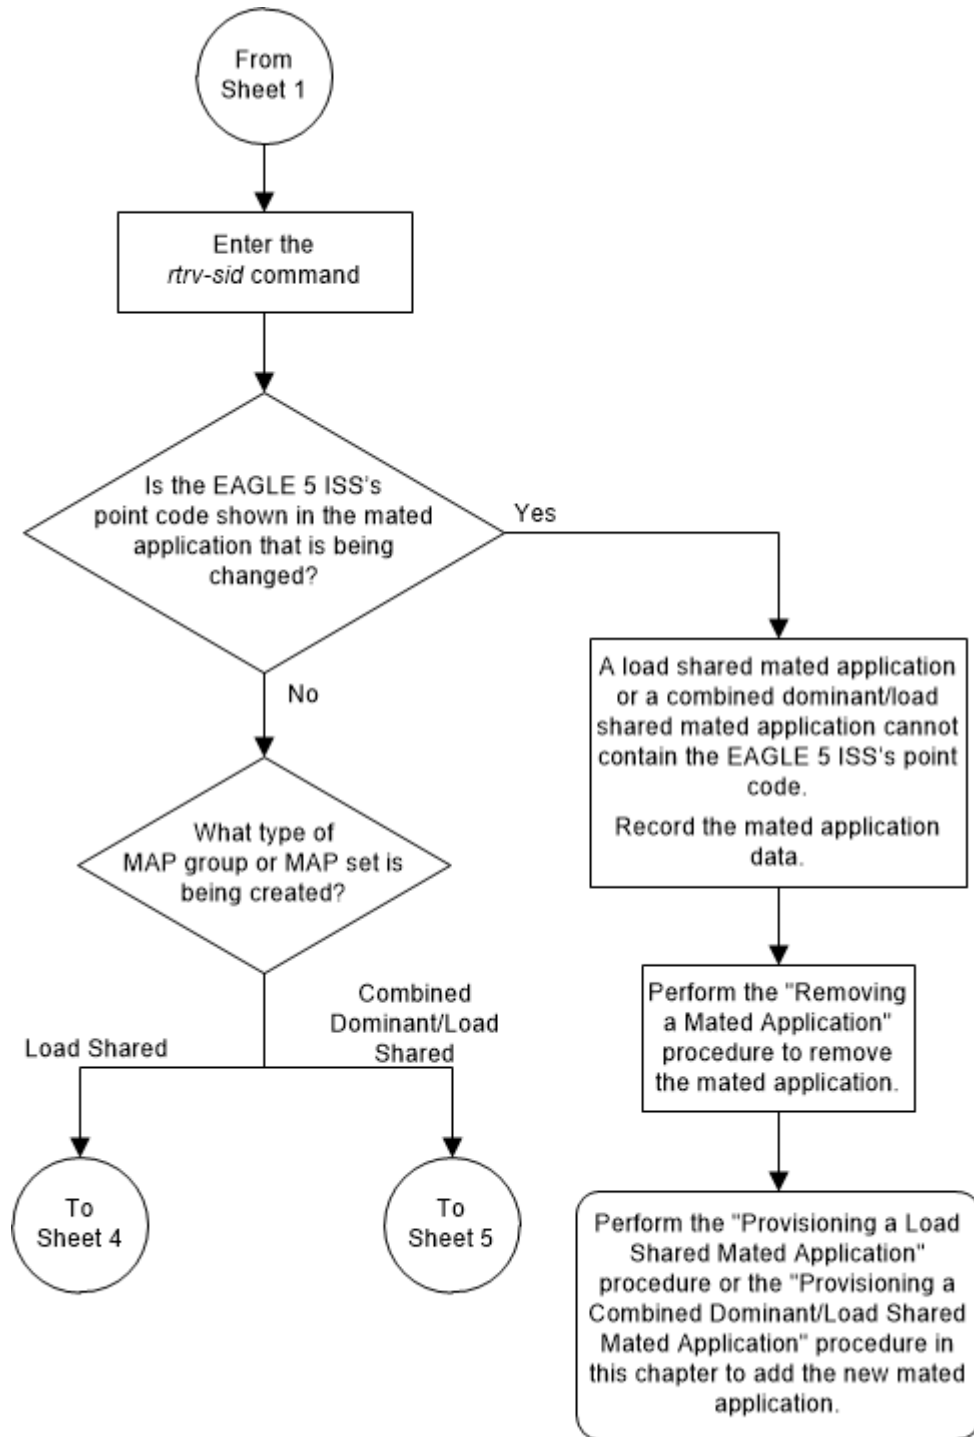 From
Sheet 1
Enter the
rtrv-sid command
Is the EAGLE 5 ISS's
point code shown in the mated
application that is being
changed?
Yes
No
A load shared mated application
or a combined dominant/load
shared mated application cannot
contain the EAGLE 5 ISS's point
code.
Record the mated application
data.
What type of
MAP group or MAP set is
being created?
Load Shared
Combined
Dominant/Load
Shared
Perform the "Removing
a Mated Application"
procedure to remove
the mated application.
To
Sheet 4
To
Sheet 5
Perform the "Provisioning a Load
Shared Mated Application"
procedure or the "Provisioning a
Combined Dominant/Load Shared
Mated Application" procedure in
this chapter to add the new mated
application.